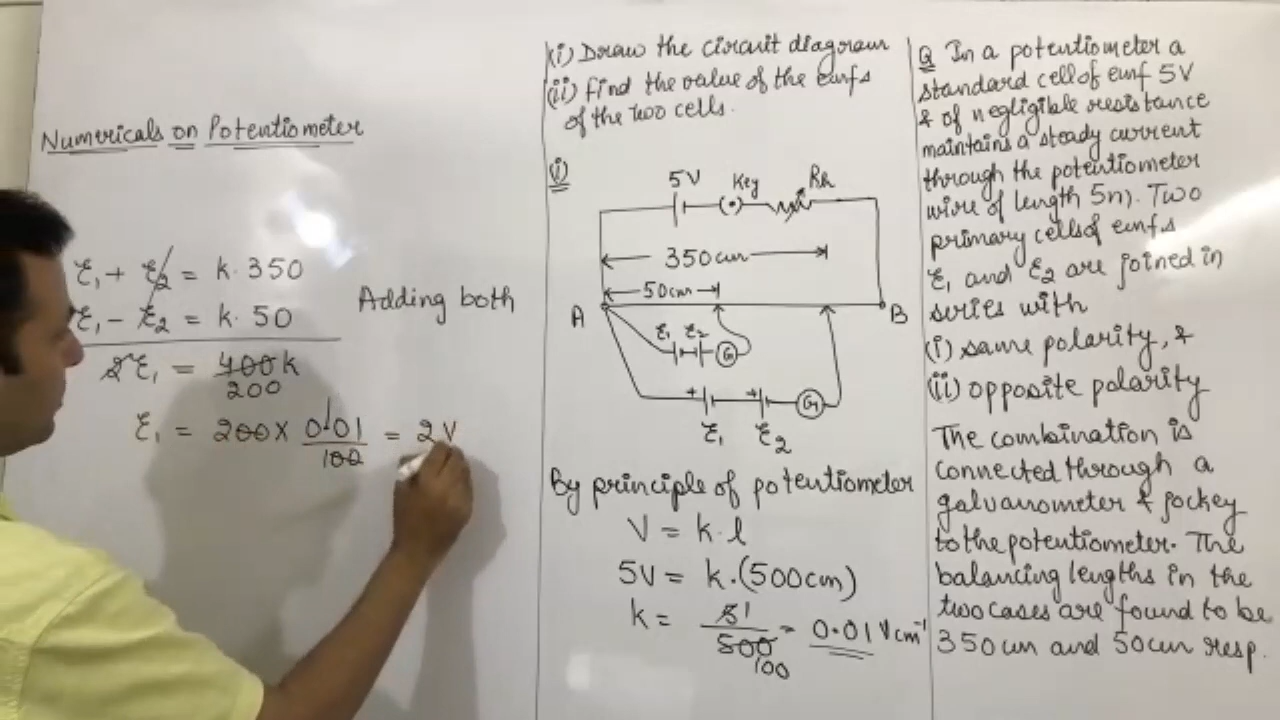 Numericals on Potentiometer
ε₁ + ε₂ = k. 350
ε₁ - ε₂ = k. 50
Adding both
2ε₁ = 400k
200
ε₁ = 200 x 0.01 = 2 V
100
(i) Draw the circuit diagram
(ii) find the value of the emfs
of the two cells.
(i)
5V Key Rh
350cm
50cm
A B
ε₁ ε₂ G
+ + G
ε₁ ε₂
By principle of potentiometer
V = k. l
5V = k. (500cm)
k = 5 1 = 0.01 V cm⁻¹
500
100
Q In a potentiometer a
standard cell of emf 5V
& of negligible resistance
maintains a steady current
through the potentiometer
wire of length 5m. Two
primary cells of emfs
ε₁ and ε₂ are joined in
series with
(i) same polarity, &
(ii) opposite polarity
The combination is
connected through a
galvanometer & jockey
to the potentiometer. The
balancing lengths in the
two cases are found to be
350cm and 50cm resp.